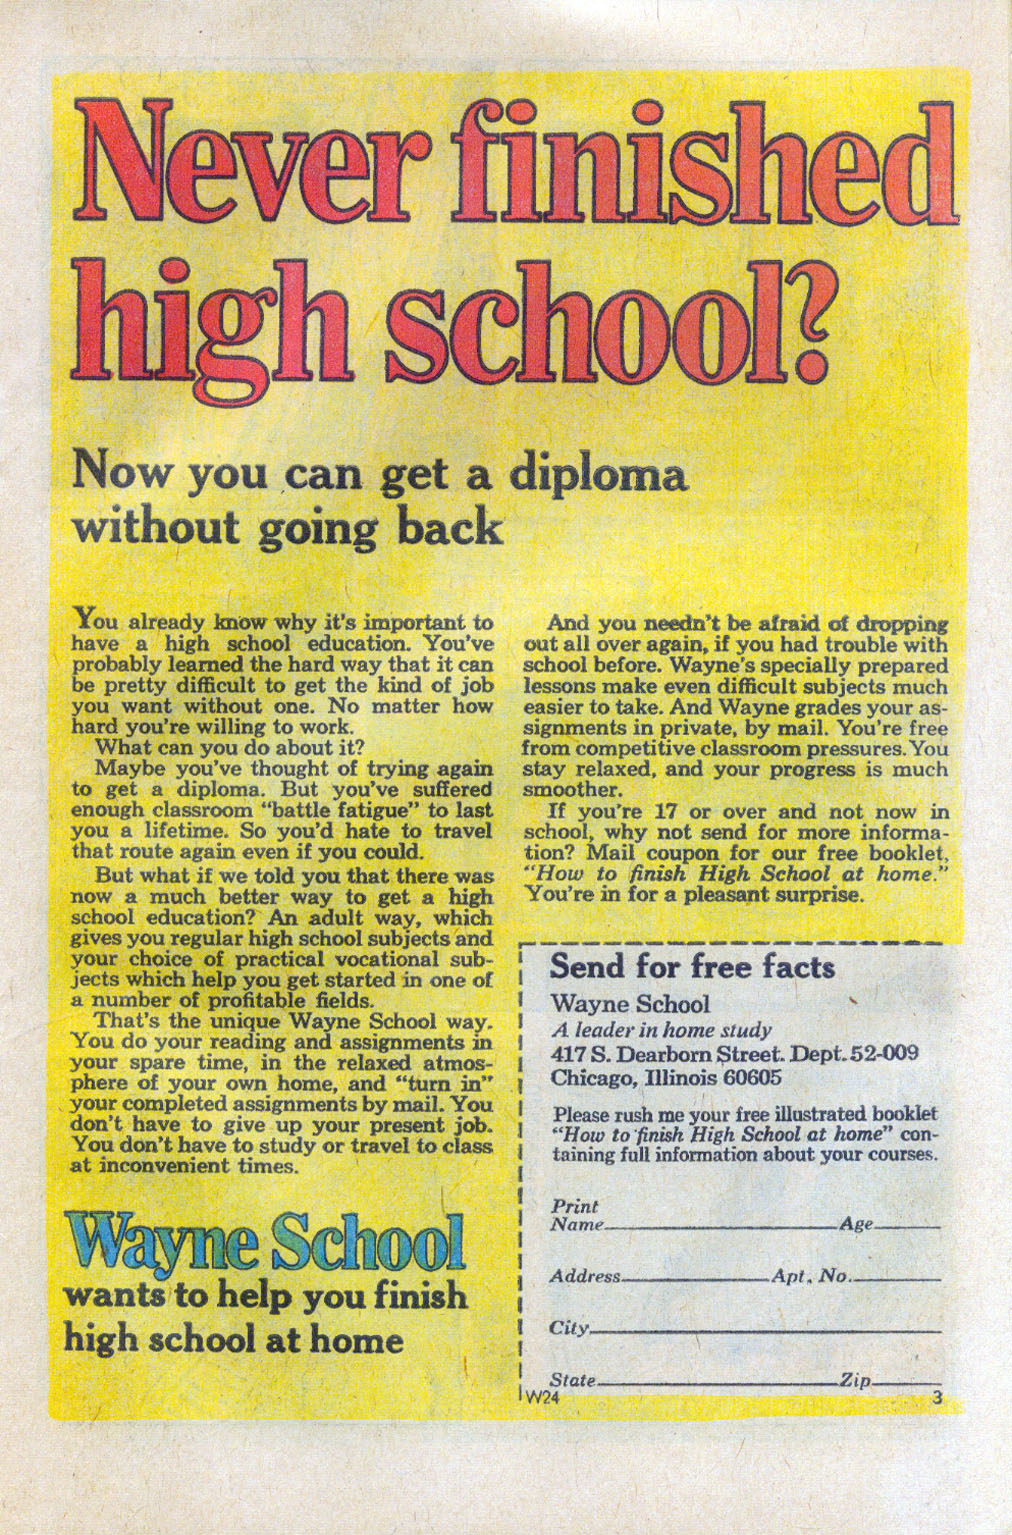 Never finished
high school?
Now you can get a diploma
without going back
You already know why it's important to
have a high school education. You've
probably learned the hard way that it can
be pretty difficult to get the kind of job
you want without one. No matter how
hard you're willing to work.
What can you do about it?
Maybe you've thought of trying again
to get a diploma. But you've suffered
enough classroom "battle fatigue" to last
you a lifetime. So you'd hate to travel
that route again even if you could.
But what if we told you that there was
now a much better way to get a high
school education? An adult way, which
gives you regular high school subjects and
your choice of practical vocational sub-
jects which help you get started in one of
a number of profitable fields.
That's the unique Wayne School way.
You do your reading and assignments in
your spare time, in the relaxed atmos-
phere of your own home, and "turn in"
your completed assignments by mail. You
don't have to give up your present job.
You don't have to study or travel to class
at inconvenient times.
Wayne School
wants to help you finish
high school at home
And you needn't be afraid of dropping
out all over again, if you had trouble with
school before. Wayne's specially prepared
lessons make even difficult subjects much
easier to take. And Wayne grades your as-
signments in private, by mail. You're free
from competitive classroom pressures. You
stay relaxed, and your progress is much
smoother.
If you're 17 or over and not now in
school, why not send for more informa-
tion? Mail coupon for our free booklet,
"How to finish High School at home."
You're in for a pleasant surprise.
Send for free facts
Wayne School
A leader in home study
417 S. Dearborn Street. Dept. 52-009
Chicago, Illinois 60605
Please rush me your free illustrated booklet
"How to finish High School at home" con-
taining full information about your courses.
Print
Name Age
Address Apt. No.
City
State Zip
W24 3